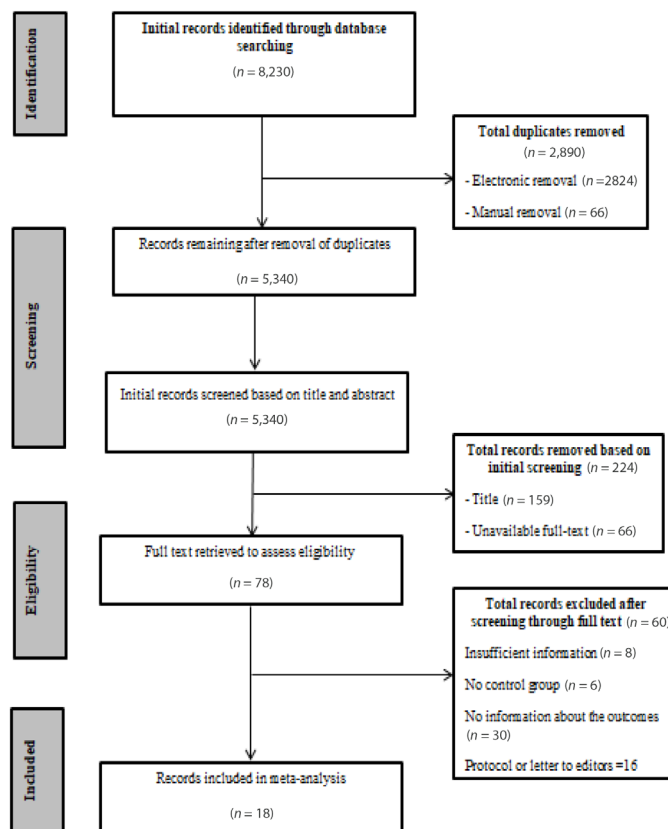 Identification
Initial records identified through database
searching
(n = 8,230)
Total duplicates removed
(n = 2,890)
- Electronic removal (n =2824)
- Manual removal (n = 66)
Screening
Records remaining after removal of duplicates
(n = 5,340)
Initial records screened based on title and abstract
(n = 5,340)
Total records removed based on
initial screening (n = 224)
- Title (n = 159)
- Unavailable full-text (n = 66)
Eligibility
Full text retrieved to assess eligibility
(n = 78)
Total records excluded after
screening through full text (n = 60)
Insufficient information (n = 8)
No control group (n = 6)
No information about the outcomes
(n = 30)
Protocol or letter to editors =16
Included
Records included in meta-analysis
(n = 18)